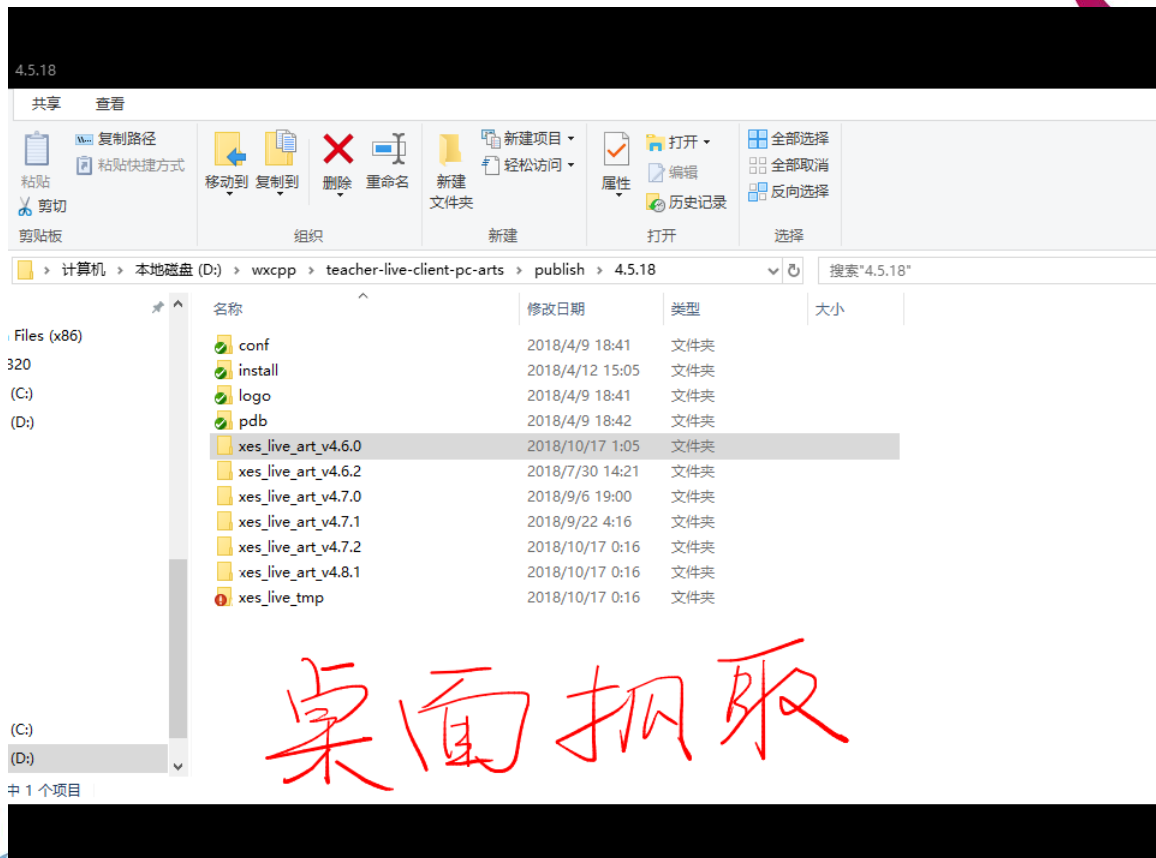 4.5.18
共享 查看
复制路径
粘贴快捷方式
粘贴
剪切
剪贴板
移动到 复制到 删除 重命名
组织
新建项目
轻松访问
新建
文件夹
新建
属性
打开
编辑
历史记录
打开
全部选择
全部取消
反向选择
选择
计算机 › 本地磁盘 (D:) › wxcpp › teacher-live-client-pc-arts › publish › 4.5.18
搜索"4.5.18"
名称 修改日期 类型 大小
Files (x86)
320
(C:)
(D:)
conf 2018/4/9 18:41 文件夹
install 2018/4/12 15:05 文件夹
logo 2018/4/9 18:41 文件夹
pdb 2018/4/9 18:42 文件夹
xes_live_art_v4.6.0 2018/10/17 1:05 文件夹
xes_live_art_v4.6.2 2018/7/30 14:21 文件夹
xes_live_art_v4.7.0 2018/9/6 19:00 文件夹
xes_live_art_v4.7.1 2018/9/22 4:16 文件夹
xes_live_art_v4.7.2 2018/10/17 0:16 文件夹
xes_live_art_v4.8.1 2018/10/17 0:16 文件夹
xes_live_tmp 2018/10/17 0:16 文件夹
桌面抓取
(C:)
(D:)
中 1 个项目